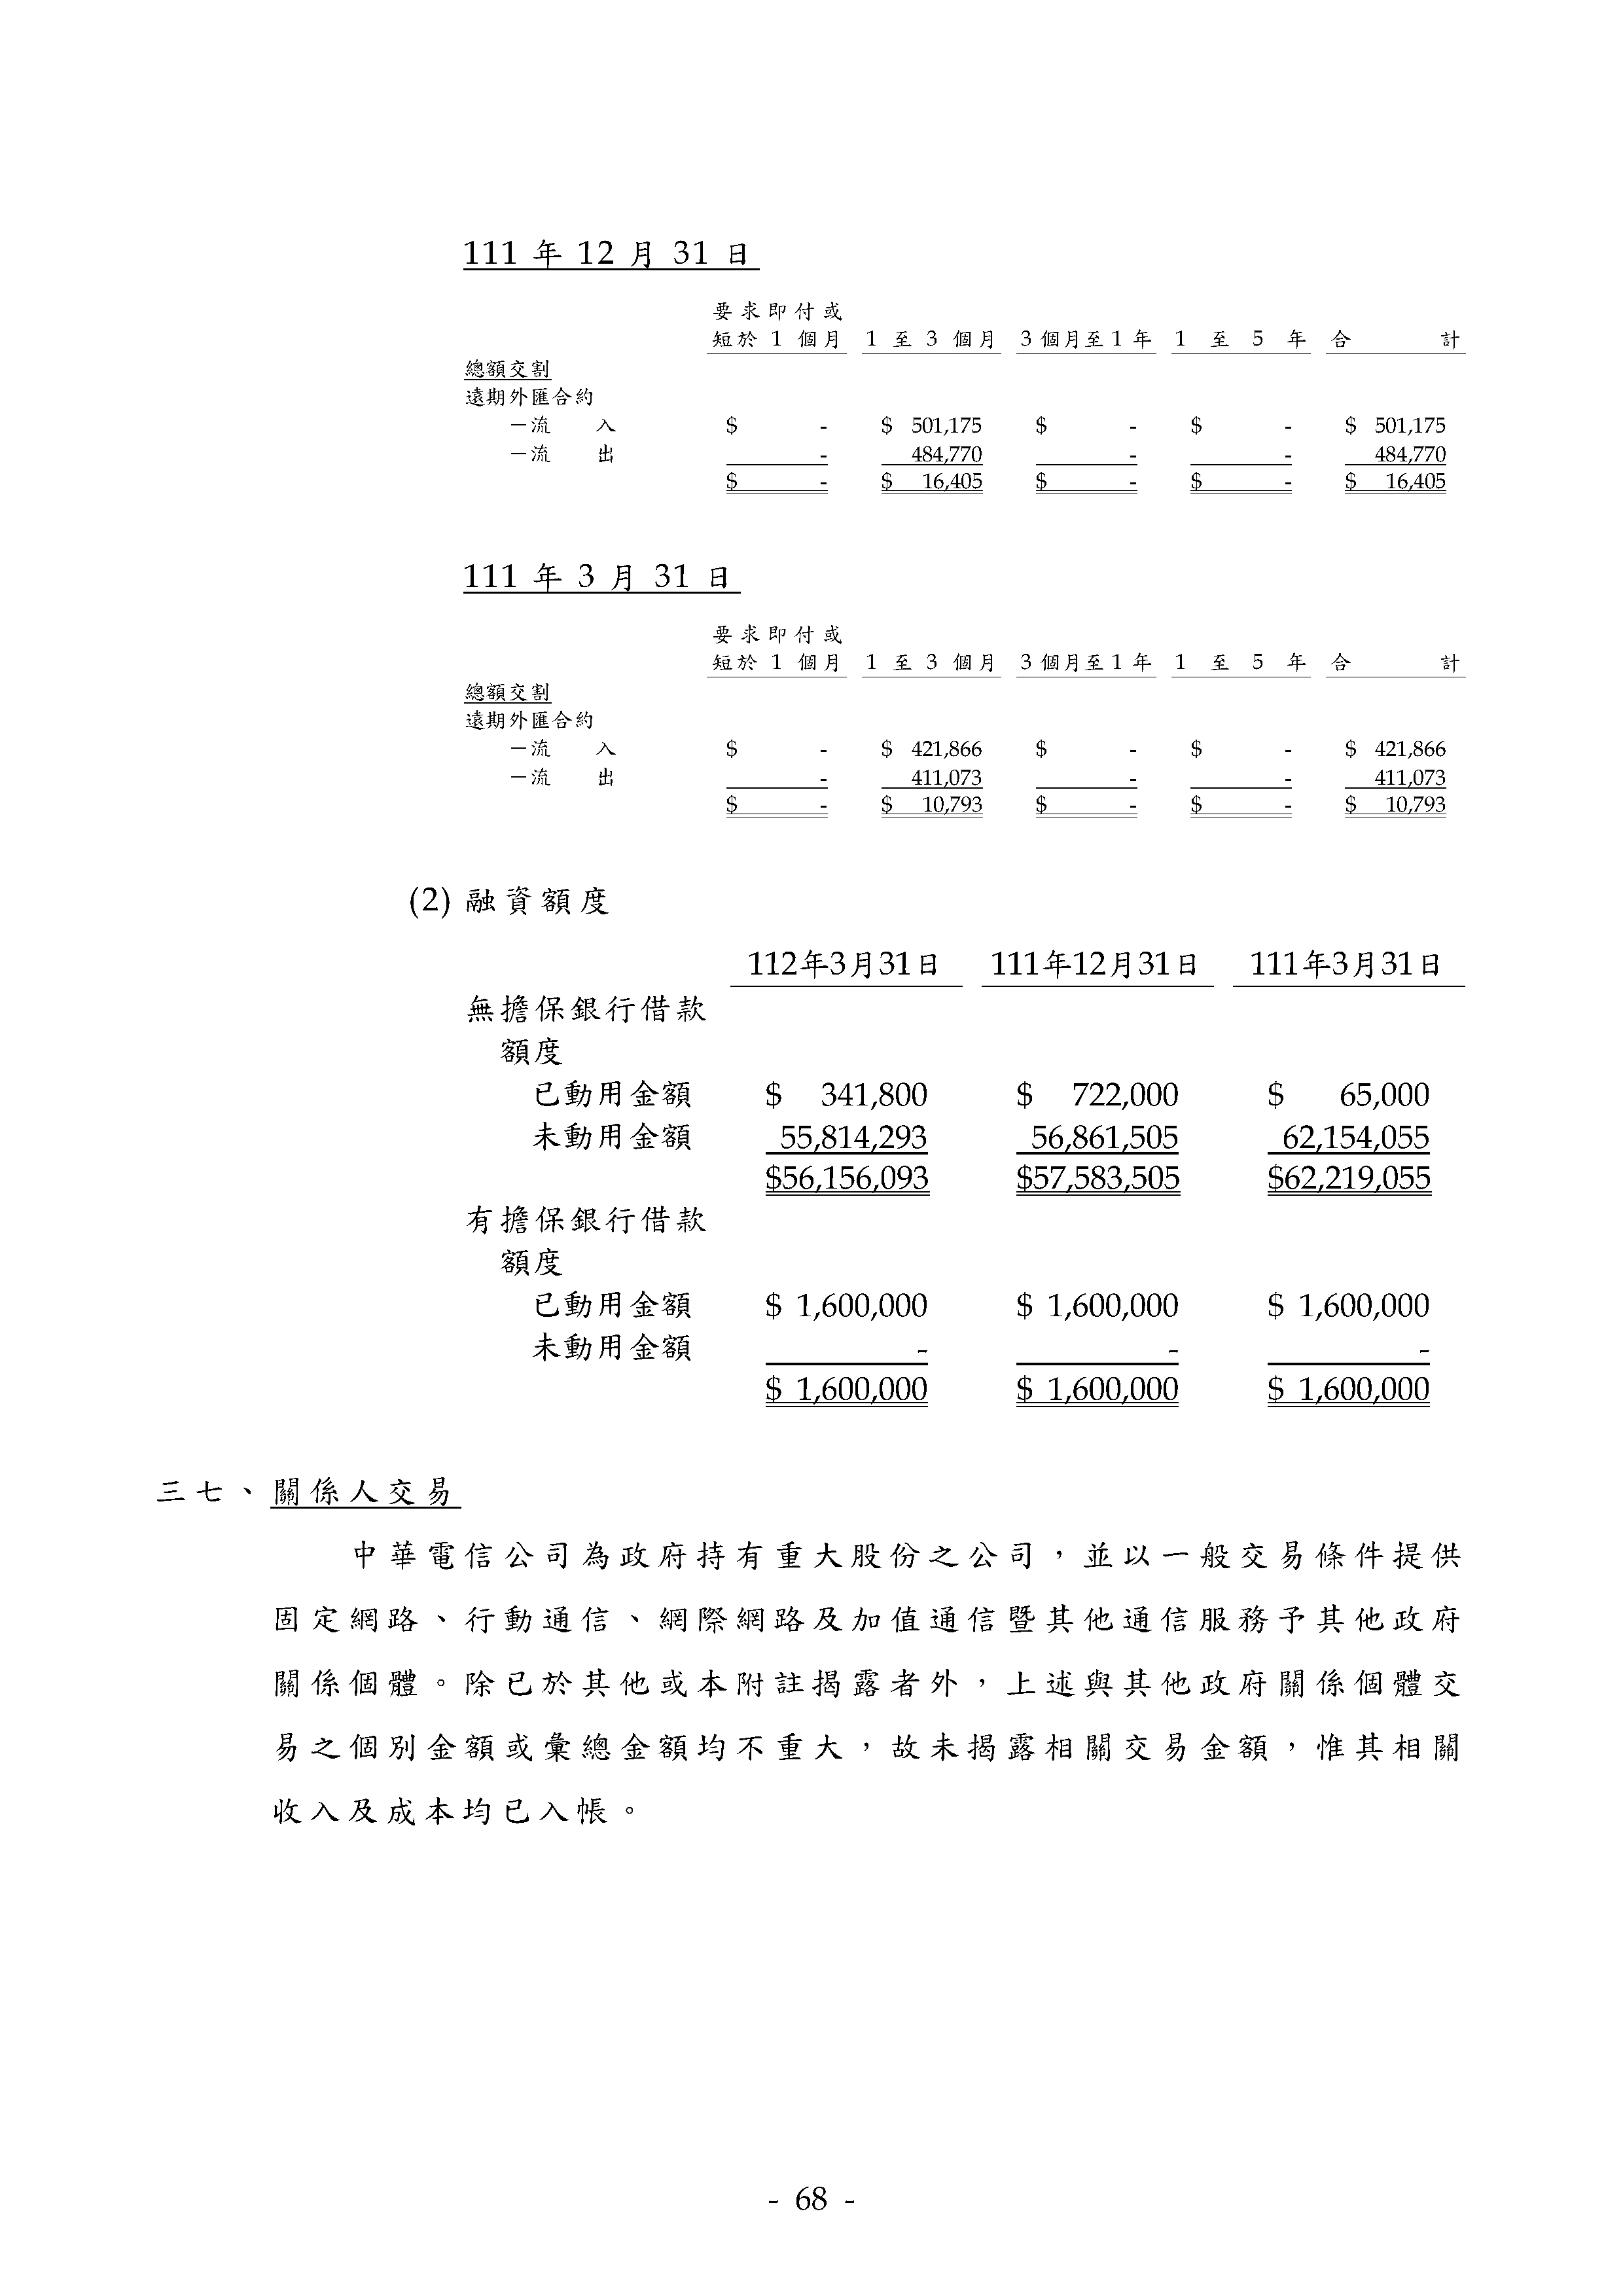 111 年 12 月 31 日
要求即付或
短於 1 個月 1 至 3 個月 3個月至1年 1 至 5 年 合 計
總額交割
遠期外匯合約
－流 入 $ - $ 501,175 $ - $ - $ 501,175
－流 出 - 484,770 - - 484,770
$ - $ 16,405 $ - $ - $ 16,405
111 年 3 月 31 日
要求即付或
短於 1 個月 1 至 3 個月 3個月至1年 1 至 5 年 合 計
總額交割
遠期外匯合約
－流 入 $ - $ 421,866 $ - $ - $ 421,866
－流 出 - 411,073 - - 411,073
$ - $ 10,793 $ - $ - $ 10,793
(2) 融資額度
112年3月31日 111年12月31日 111年3月31日
無擔保銀行借款
額度
已動用金額 $ 341,800 $ 722,000 $ 65,000
未動用金額 55,814,293 56,861,505 62,154,055
$56,156,093 $57,583,505 $62,219,055
有擔保銀行借款
額度
已動用金額 $ 1,600,000 $ 1,600,000 $ 1,600,000
未動用金額 - - -
$ 1,600,000 $ 1,600,000 $ 1,600,000
三七、關係人交易
中華電信公司為政府持有重大股份之公司，並以一般交易條件提供
固定網路、行動通信、網際網路及加值通信暨其他通信服務予其他政府
關係個體。除已於其他或本附註揭露者外，上述與其他政府關係個體交
易之個別金額或彙總金額均不重大，故未揭露相關交易金額，惟其相關
收入及成本均已入帳。
- 68 -